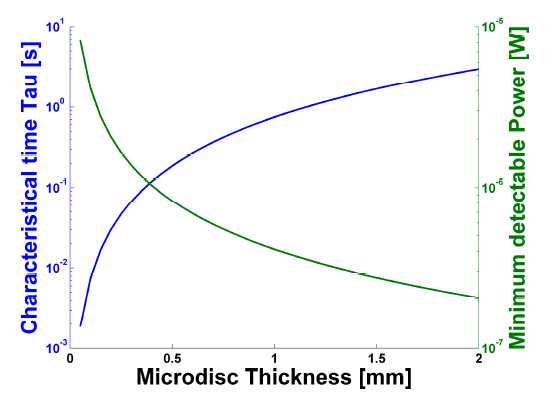 Characteristical time Tau [s]
10^1
10^0
10^-1
10^-2
10^-3
Minimum detectable Power [W]
10^-5
10^-6
10^-7
0 0.5 1 1.5 2
Microdisc Thickness [mm]